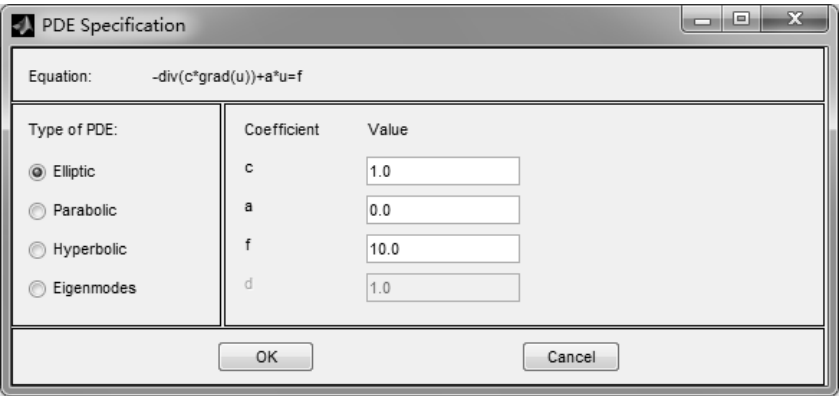 PDE Specification
Equation: -div(c*grad(u))+a*u=f
Type of PDE: Coefficient Value
Elliptic c 1.0
Parabolic a 0.0
Hyperbolic f 10.0
Eigenmodes d 1.0
OK Cancel